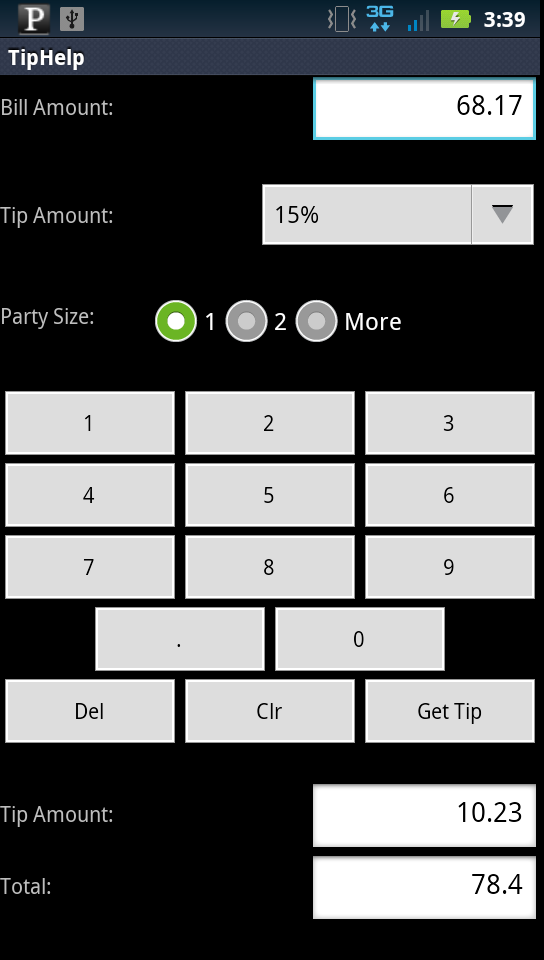 P 3G 3:39
TipHelp
Bill Amount: 68.17
Tip Amount: 15%
Party Size: 1 2 More
1 2 3
4 5 6
7 8 9
. 0
Del Clr Get Tip
Tip Amount: 10.23
Total: 78.4